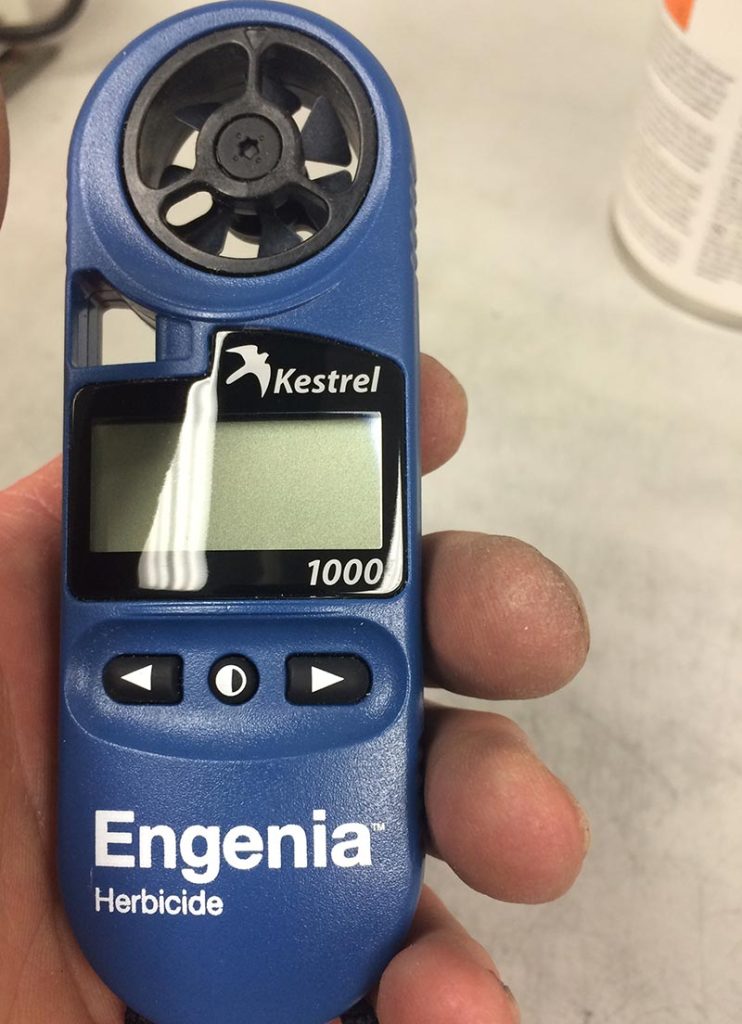 Kestrel
1000
Engenia™
Herbicide